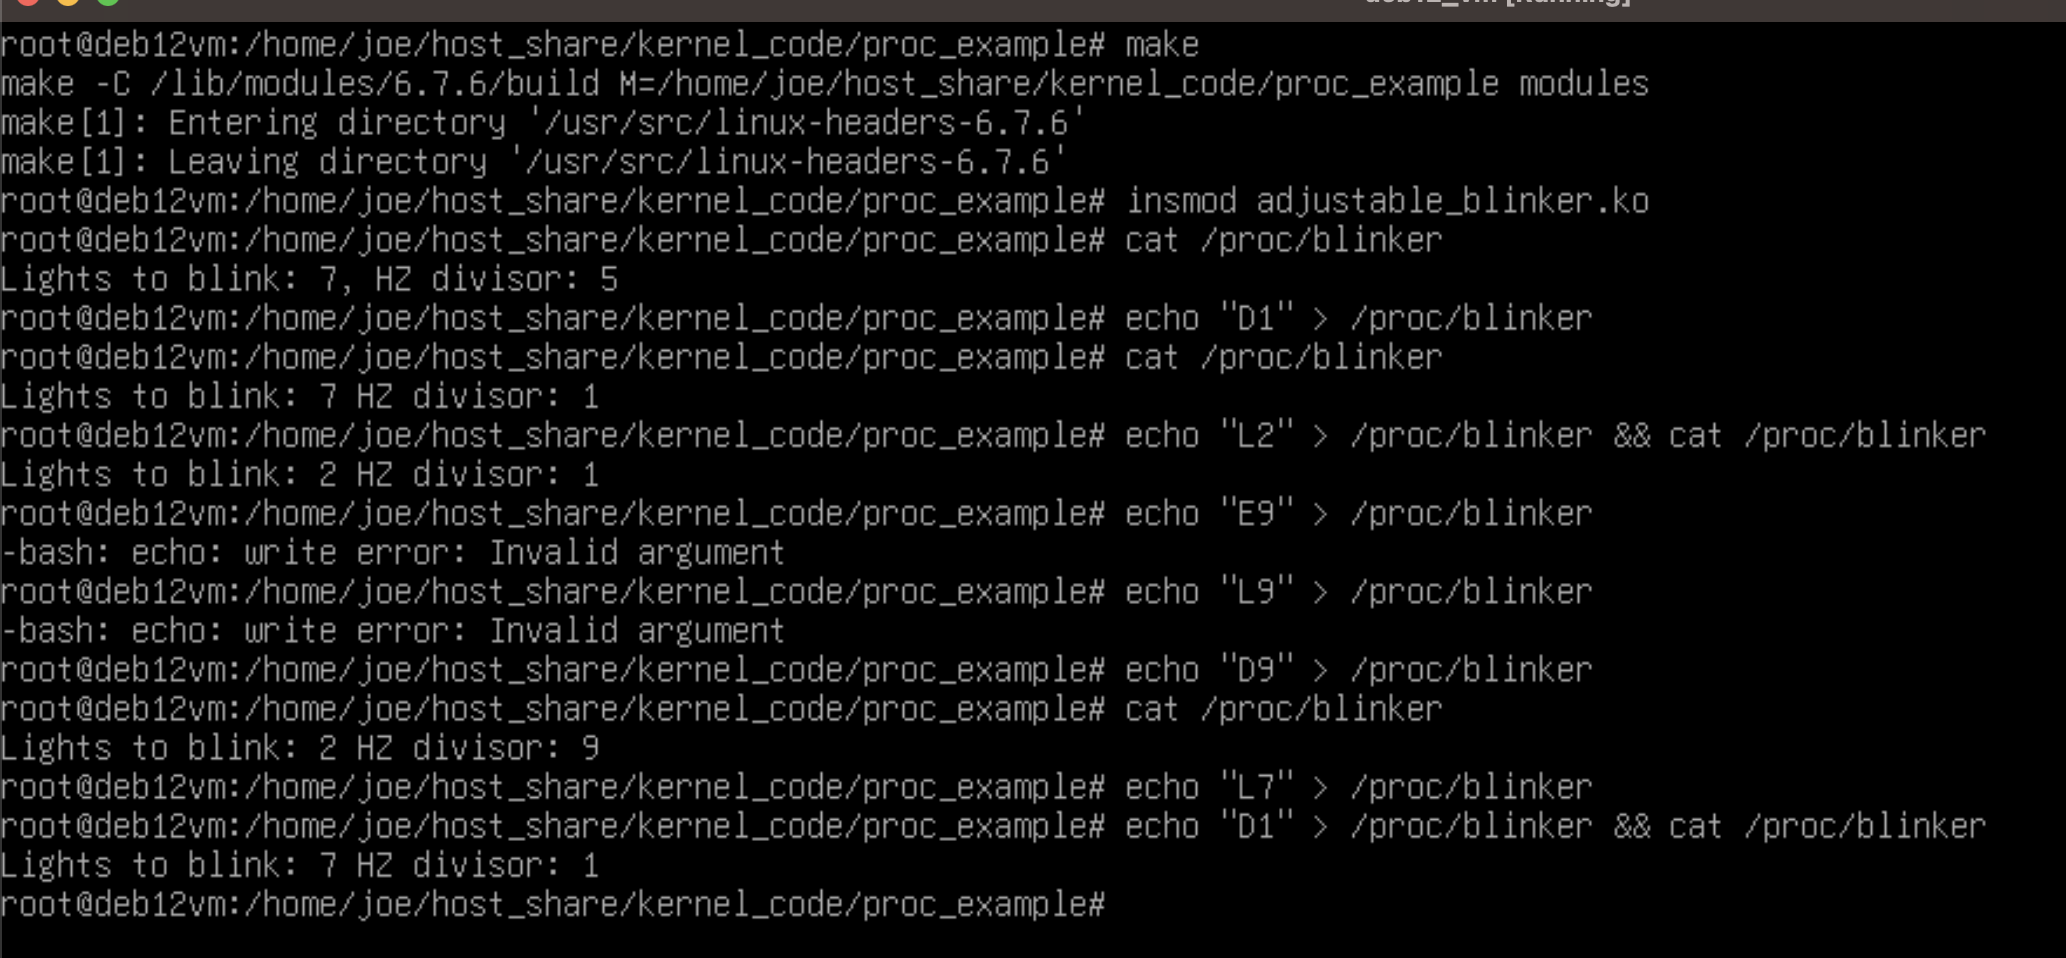 root@deb12vm:/home/joe/host_share/kernel_code/proc_example# make
make -C /lib/modules/6.7.6/build M=/home/joe/host_share/kernel_code/proc_example modules
make[1]: Entering directory '/usr/src/linux-headers-6.7.6'
make[1]: Leaving directory '/usr/src/linux-headers-6.7.6'
root@deb12vm:/home/joe/host_share/kernel_code/proc_example# insmod adjustable_blinker.ko
root@deb12vm:/home/joe/host_share/kernel_code/proc_example# cat /proc/blinker
Lights to blink: 7, HZ divisor: 5
root@deb12vm:/home/joe/host_share/kernel_code/proc_example# echo "D1" > /proc/blinker
root@deb12vm:/home/joe/host_share/kernel_code/proc_example# cat /proc/blinker
Lights to blink: 7 HZ divisor: 1
root@deb12vm:/home/joe/host_share/kernel_code/proc_example# echo "L2" > /proc/blinker && cat /proc/blinker
Lights to blink: 2 HZ divisor: 1
root@deb12vm:/home/joe/host_share/kernel_code/proc_example# echo "E9" > /proc/blinker
-bash: echo: write error: Invalid argument
root@deb12vm:/home/joe/host_share/kernel_code/proc_example# echo "L9" > /proc/blinker
-bash: echo: write error: Invalid argument
root@deb12vm:/home/joe/host_share/kernel_code/proc_example# echo "D9" > /proc/blinker
root@deb12vm:/home/joe/host_share/kernel_code/proc_example# cat /proc/blinker
Lights to blink: 2 HZ divisor: 9
root@deb12vm:/home/joe/host_share/kernel_code/proc_example# echo "L7" > /proc/blinker
root@deb12vm:/home/joe/host_share/kernel_code/proc_example# echo "D1" > /proc/blinker && cat /proc/blinker
Lights to blink: 7 HZ divisor: 1
root@deb12vm:/home/joe/host_share/kernel_code/proc_example#